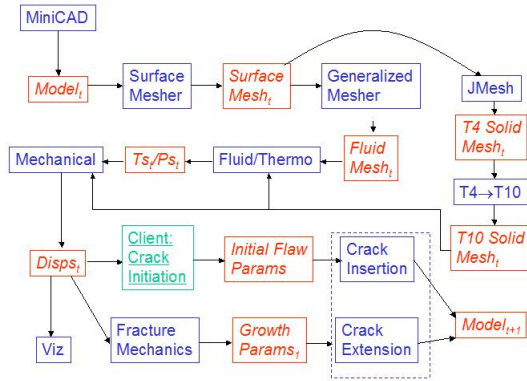 MiniCAD
Model_t
Surface
Mesher
Surface
Mesh_t
Generalized
Mesher
JMesh
T4 Solid
Mesh_t
Mechanical
Ts_t/Ps_t
Fluid/Thermo
Fluid
Mesh_t
T4→T10
T10 Solid
Mesh_t
Disps_t
Client:
Crack
Initiation
Initial Flaw
Params
Crack
Insertion
Viz
Fracture
Mechanics
Growth
Params_1
Crack
Extension
Model_t+1